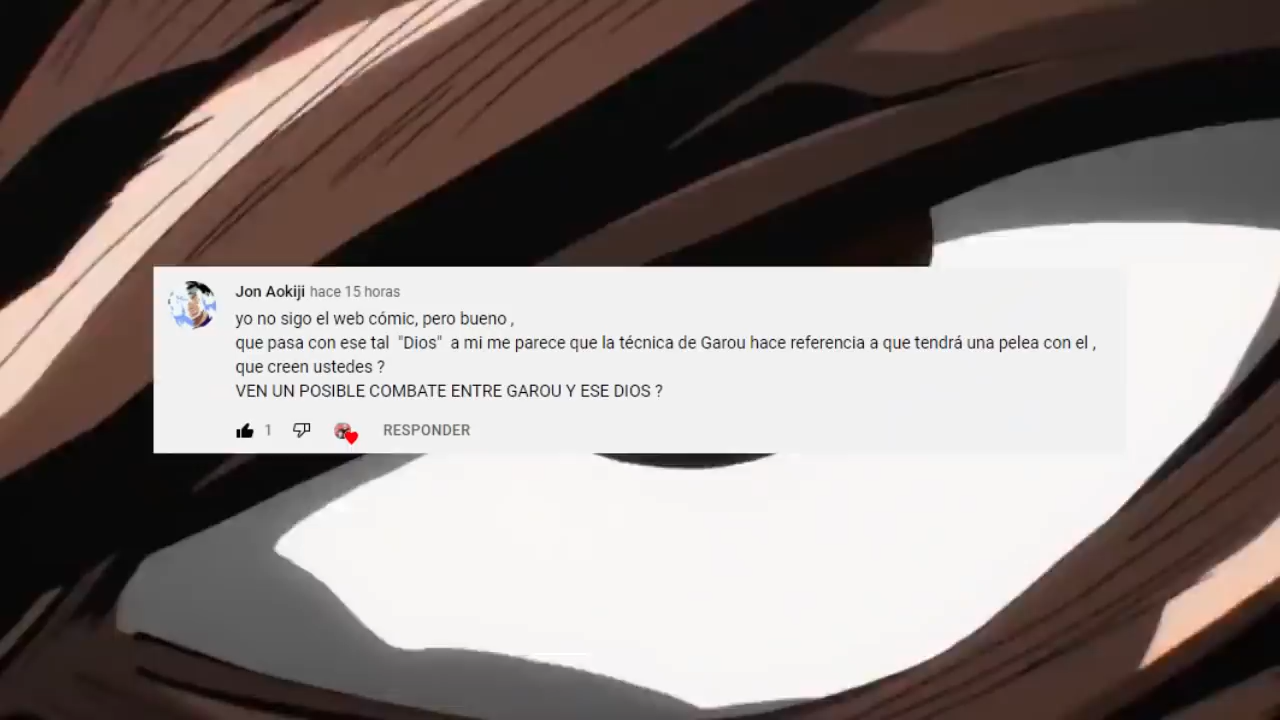 Jon Aokiji hace 15 horas
yo no sigo el web cómic, pero bueno ,
que pasa con ese tal "Dios" a mi me parece que la técnica de Garou hace referencia a que tendrá una pelea con el ,
que creen ustedes ?
VEN UN POSIBLE COMBATE ENTRE GAROU Y ESE DIOS ?
1 RESPONDER